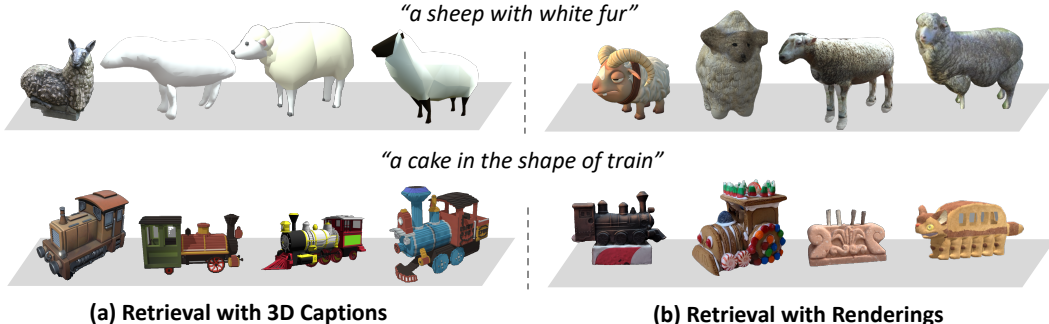 “a sheep with white fur”
“a cake in the shape of train”
(a) Retrieval with 3D Captions
(b) Retrieval with Renderings